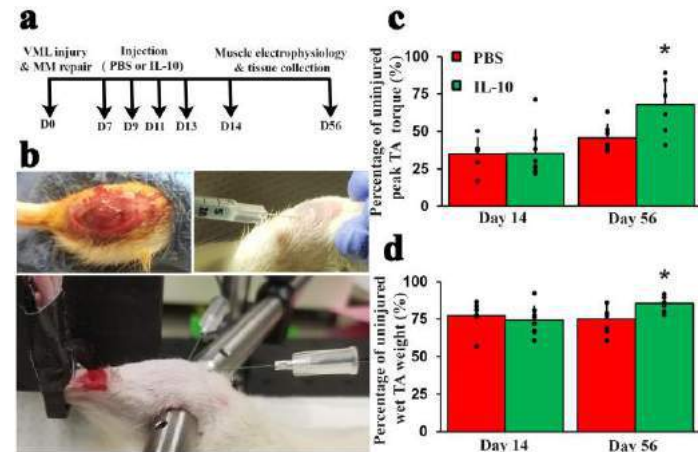 a
VML injury
& MM repair
Injection
( PBS or IL-10)
Muscle electrophysiology
& tissue collection
D0
D7
D9
D11
D13
D14
D56
b
c
Percentage of uninjured
peak TA torque (%)
100
75
50
25
0
PBS
IL-10
*
Day 14
Day 56
d
Percentage of uninjured
wet TA weight (%)
100
75
50
25
0
*
Day 14
Day 56